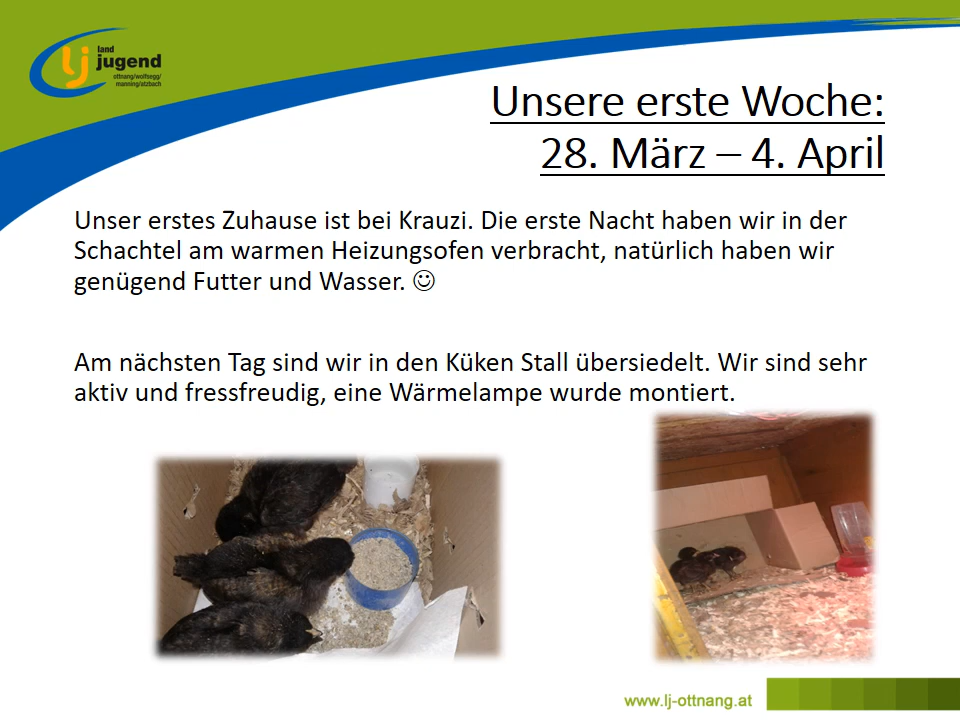 land
jugend
ottnang/wolfsegg/
manning/atzbach
Unsere erste Woche:
28. März – 4. April
Unser erstes Zuhause ist bei Krauzi. Die erste Nacht haben wir in der
Schachtel am warmen Heizungsofen verbracht, natürlich haben wir
genügend Futter und Wasser. ☺
Am nächsten Tag sind wir in den Küken Stall übersiedelt. Wir sind sehr
aktiv und fressfreudig, eine Wärmelampe wurde montiert.
www.lj-ottnang.at